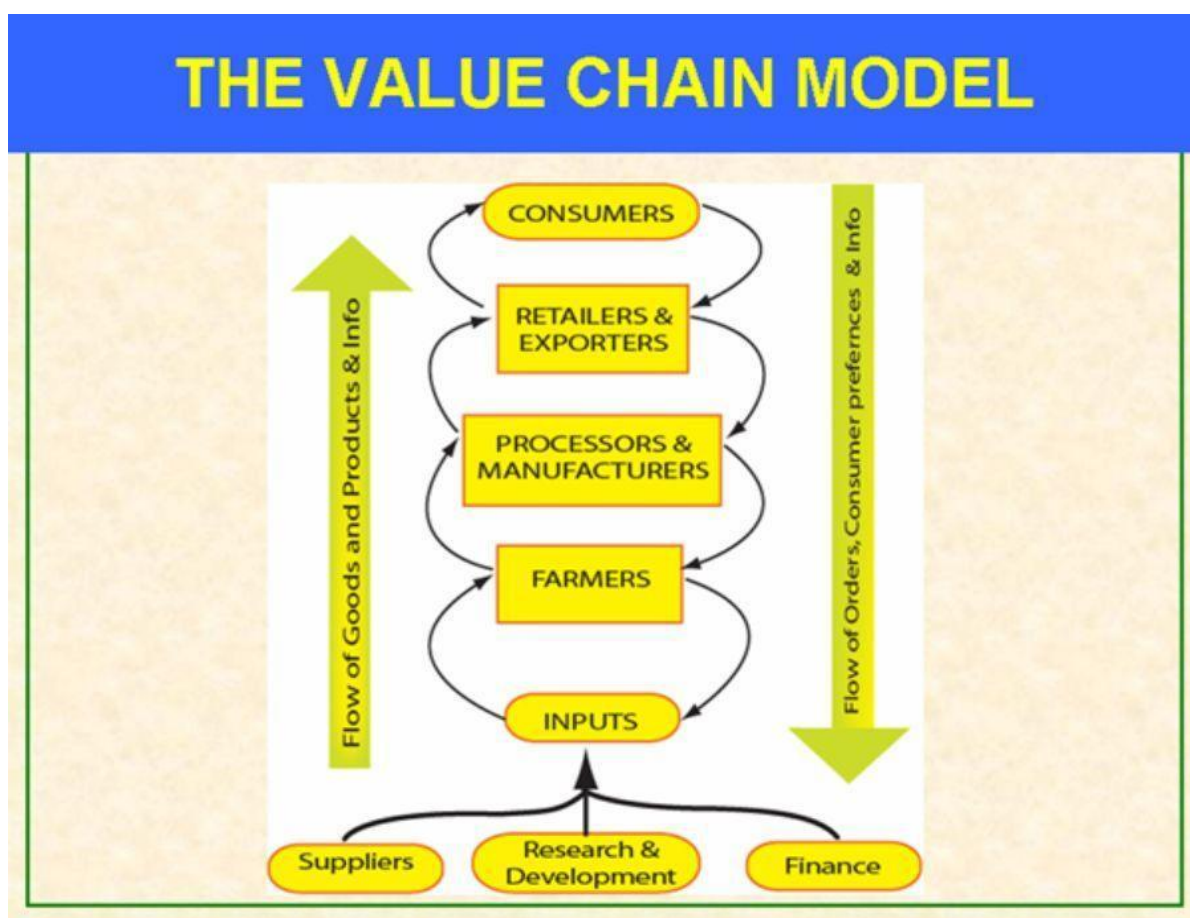 THE VALUE CHAIN MODEL
CONSUMERS
RETAILERS &
EXPORTERS
PROCESSORS &
MANUFACTURERS
FARMERS
INPUTS
Suppliers
Research &
Development
Finance
Flow of Goods and Products & Info
Flow of Orders, Consumer prefernces & Info